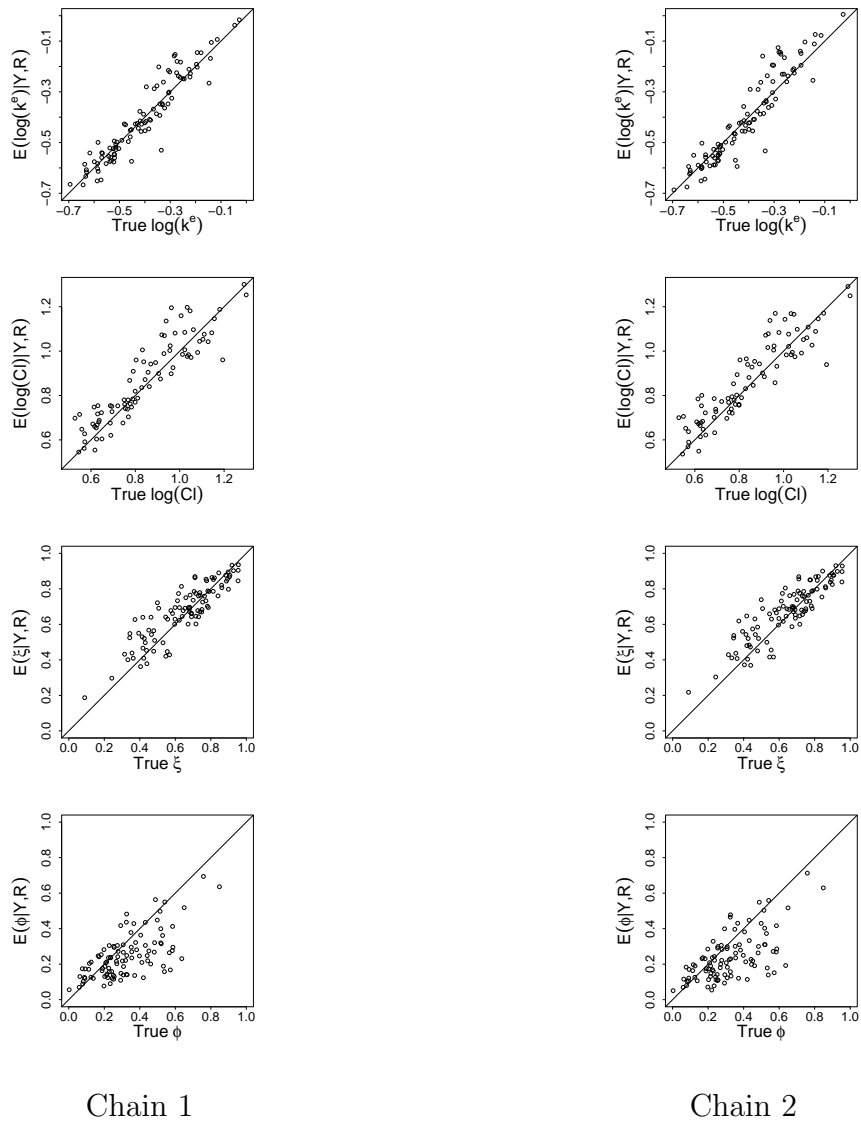 E(log(k^e)|Y,R)
−0.7 −0.5 −0.3 −0.1
−0.7 −0.5 −0.3 −0.1
True log(k^e)
E(log(k^e)|Y,R)
−0.7 −0.5 −0.3 −0.1
−0.7 −0.5 −0.3 −0.1
True log(k^e)
E(log(Cl)|Y,R)
0.6 0.8 1.0 1.2
0.6 0.8 1.0 1.2
True log(Cl)
E(log(Cl)|Y,R)
0.6 0.8 1.0 1.2
0.6 0.8 1.0 1.2
True log(Cl)
E(ξ|Y,R)
0.0 0.2 0.4 0.6 0.8 1.0
0.0 0.2 0.4 0.6 0.8 1.0
True ξ
E(ξ|Y,R)
0.0 0.2 0.4 0.6 0.8 1.0
0.0 0.2 0.4 0.6 0.8 1.0
True ξ
E(ϕ|Y,R)
0.0 0.2 0.4 0.6 0.8 1.0
0.0 0.2 0.4 0.6 0.8 1.0
True ϕ
E(ϕ|Y,R)
0.0 0.2 0.4 0.6 0.8 1.0
0.0 0.2 0.4 0.6 0.8 1.0
True ϕ
Chain 1
Chain 2